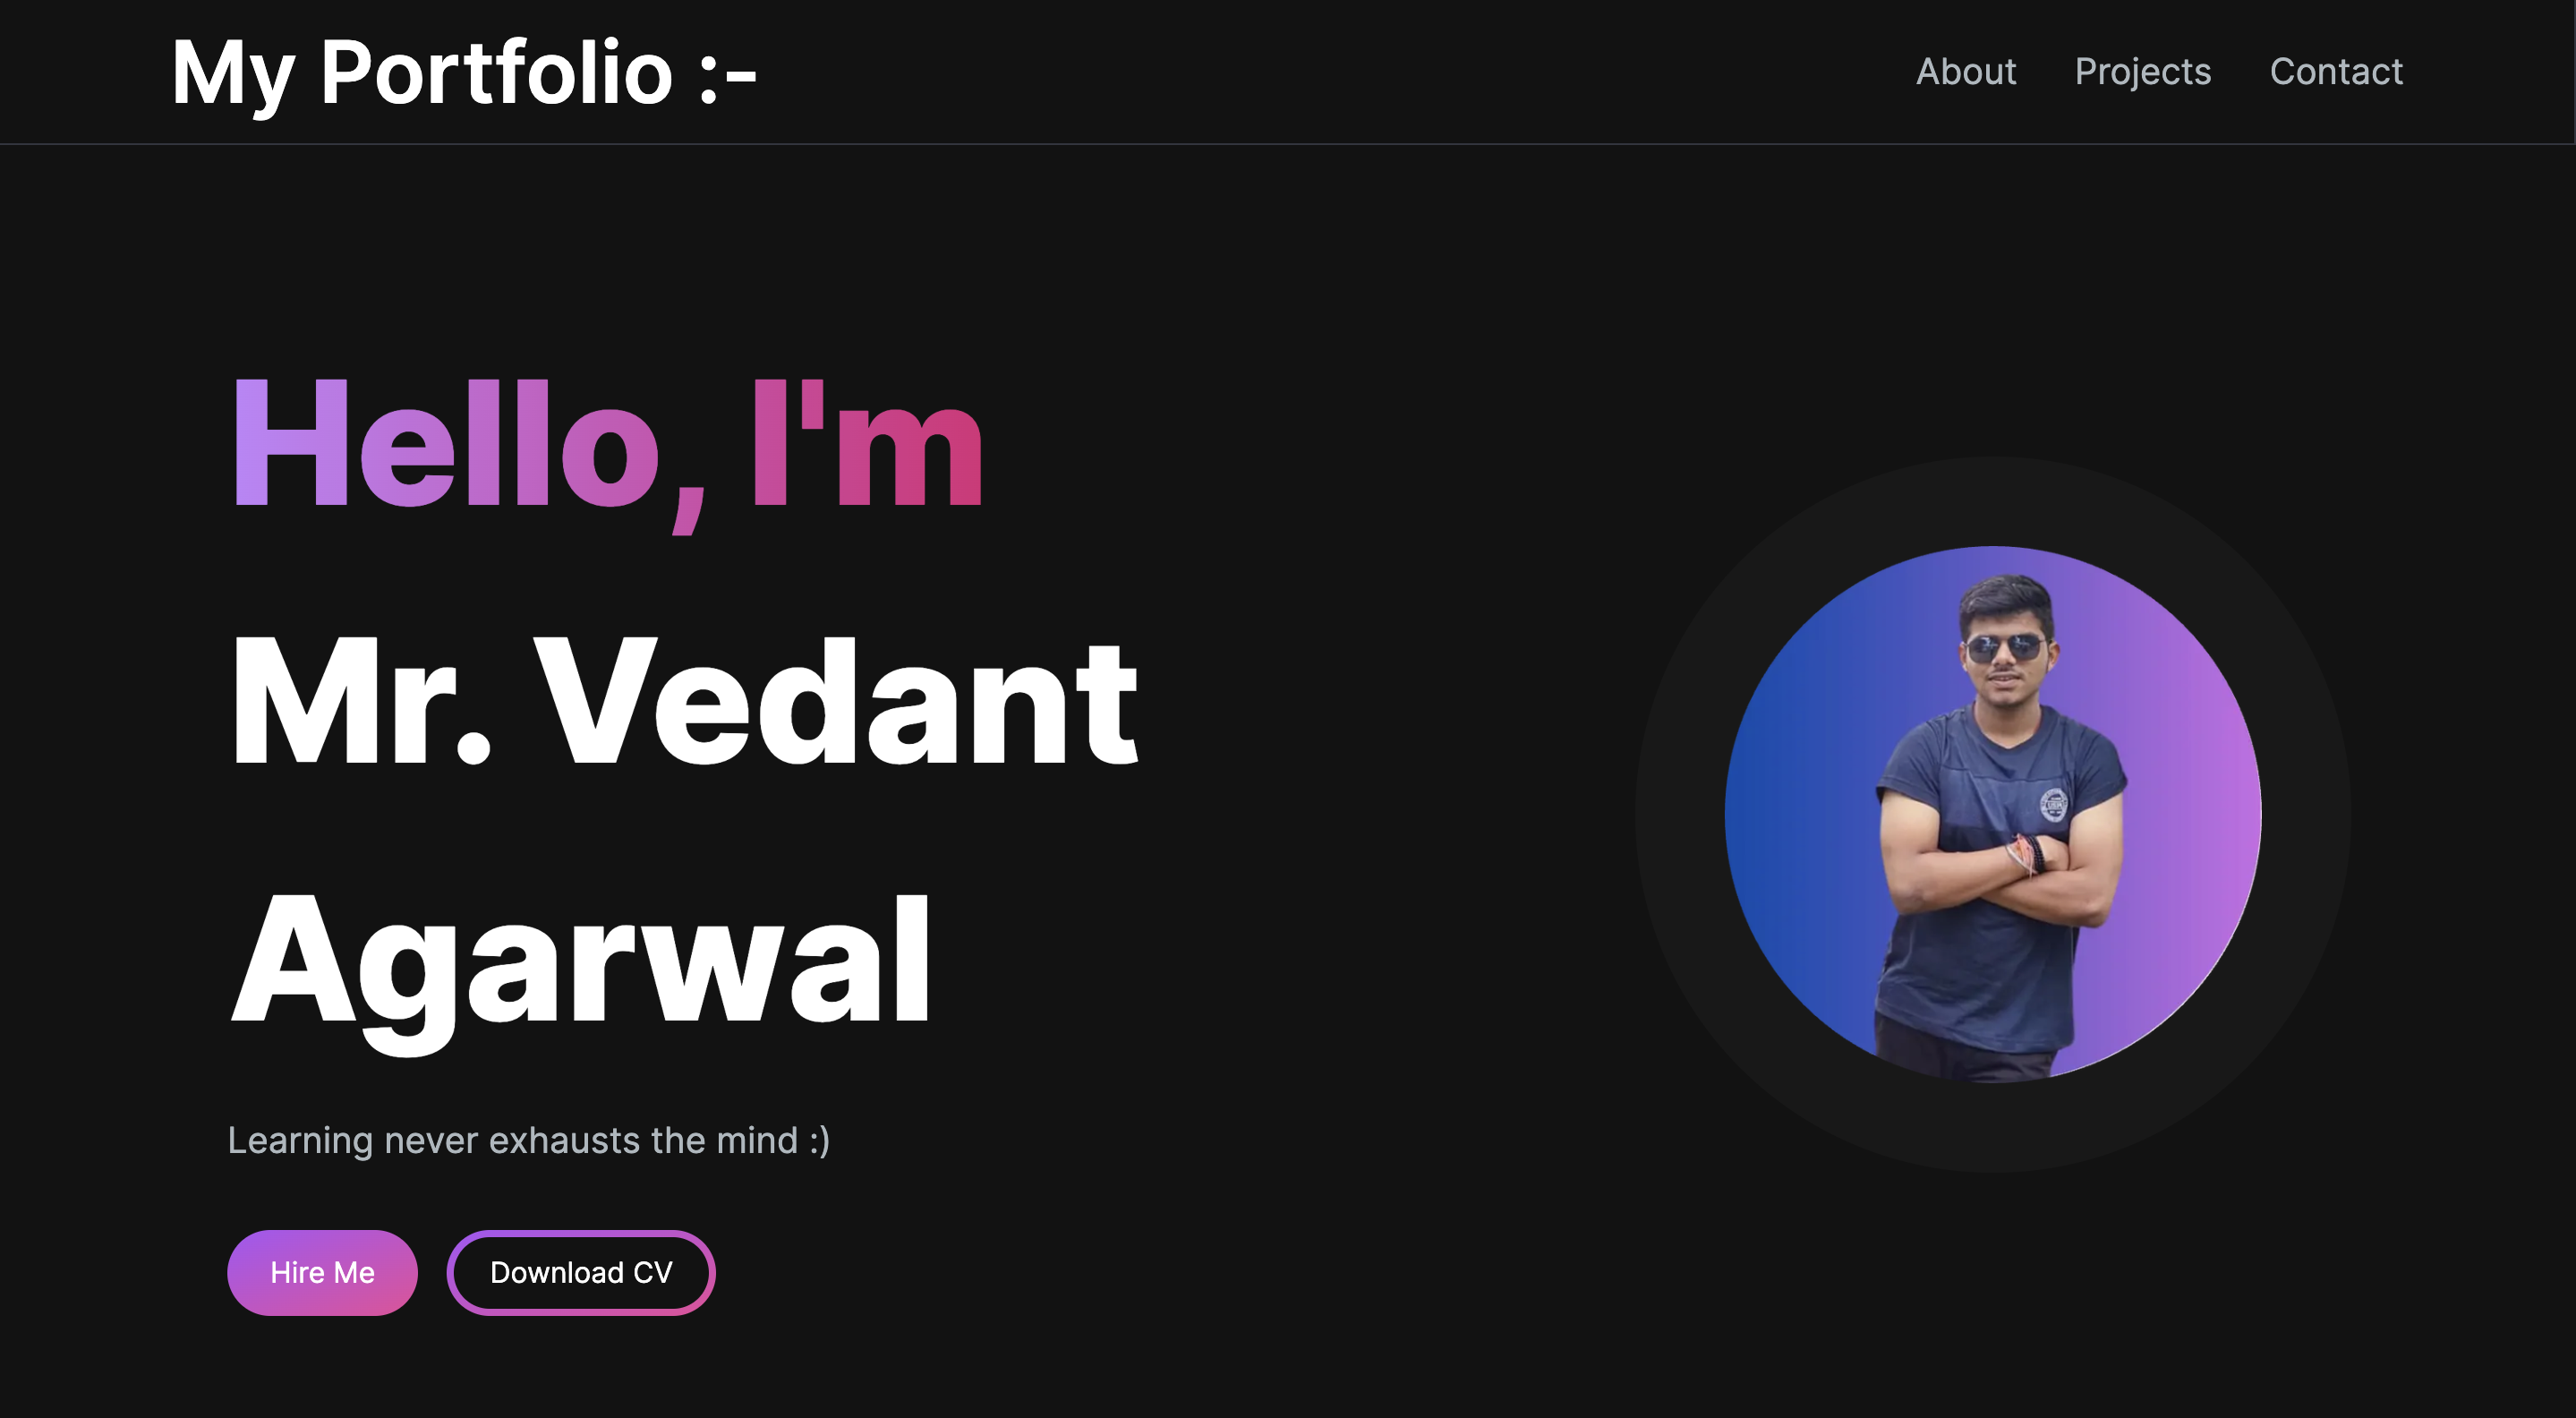 My Portfolio :-
About Projects Contact
Hello, I'm
Mr. Vedant
Agarwal
Learning never exhausts the mind :)
Hire Me
Download CV